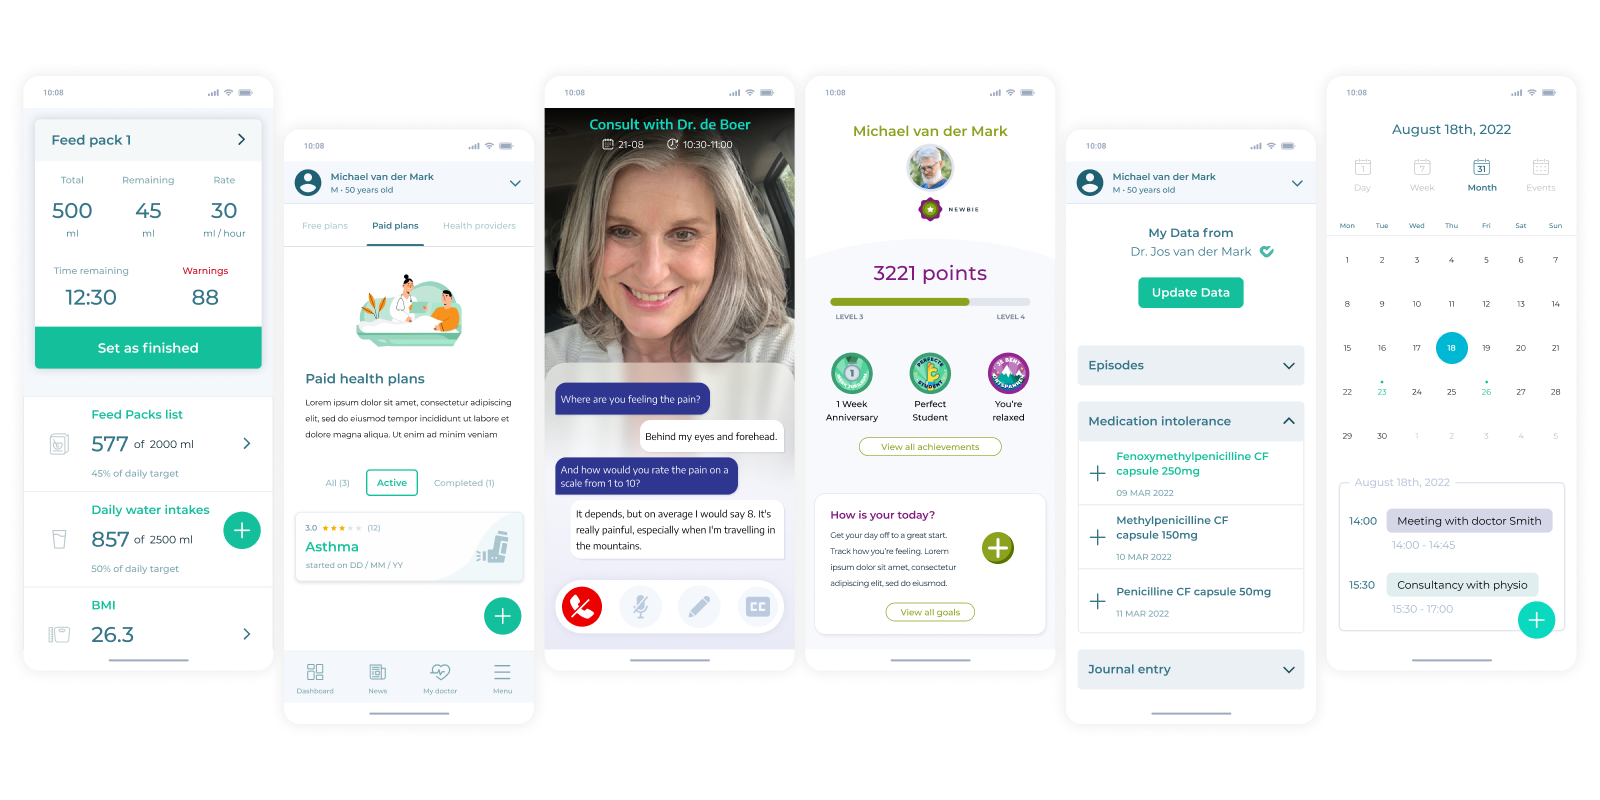 10:08
Feed pack 1
Total Remaining Rate
500 45 30
ml ml ml / hour
Time remaining Warnings
12:30 88
Set as finished
Feed Packs list
577 of 2000 ml
45% of daily target
Daily water intakes
857 of 2500 ml
50% of daily target
BMI
26.3
10:08
Michael van der Mark
M • 50 years old
Free plans Paid plans Health providers
Paid health plans
Lorem ipsum dolor sit amet, consectetur adipiscing
elit, sed do eiusmod tempor incididunt ut labore et
dolore magna aliqua. Ut enim ad minim veniam
All (3) Active Completed (1)
3.0 (12)
Asthma
started on DD / MM / YY
Dashboard News My doctor Menu
10:08
Consult with Dr. de Boer
21-08 10:30-11:00
Where are you feeling the pain?
Behind my eyes and forehead.
And how would you rate the pain on a
scale from 1 to 10?
It depends, but on average I would say 8. It's
really painful, especially when I'm travelling in
the mountains.
CC
10:08
Michael van der Mark
NEWBIE
3221 points
LEVEL 3 LEVEL 4
1
PERFECTE
STUDENT
JE BENT
1 Week
Anniversary
Perfect
Student
You're
relaxed
View all achievements
How is your today?
Get your day off to a great start.
Track how you're feeling. Lorem
ipsum dolor sit amet, consectetur
adipiscing elit, sed do eiusmod.
View all goals
10:08
Michael van der Mark
M • 50 years old
My Data from
Dr. Jos van der Mark
Update Data
Episodes
Medication intolerance
Fenoxymethylpenicilline CF
capsule 250mg
09 MAR 2022
Methylpenicilline CF
capsule 150mg
10 MAR 2022
Penicilline CF capsule 50mg
11 MAR 2022
Journal entry
10:08
August 18th, 2022
1 7 31
Day Week Month Events
Mon Tue Wed Thu Fri Sat Sun
1 2 3 4 5 6 7
8 9 10 11 12 13 14
15 16 17 18 19 20 21
22 23 24 25 26 27 28
29 30 1 2 3 4 5
August 18th, 2022
14:00 Meeting with doctor Smith
14:00 - 14:45
15:30 Consultancy with physio
15:30 - 17:00